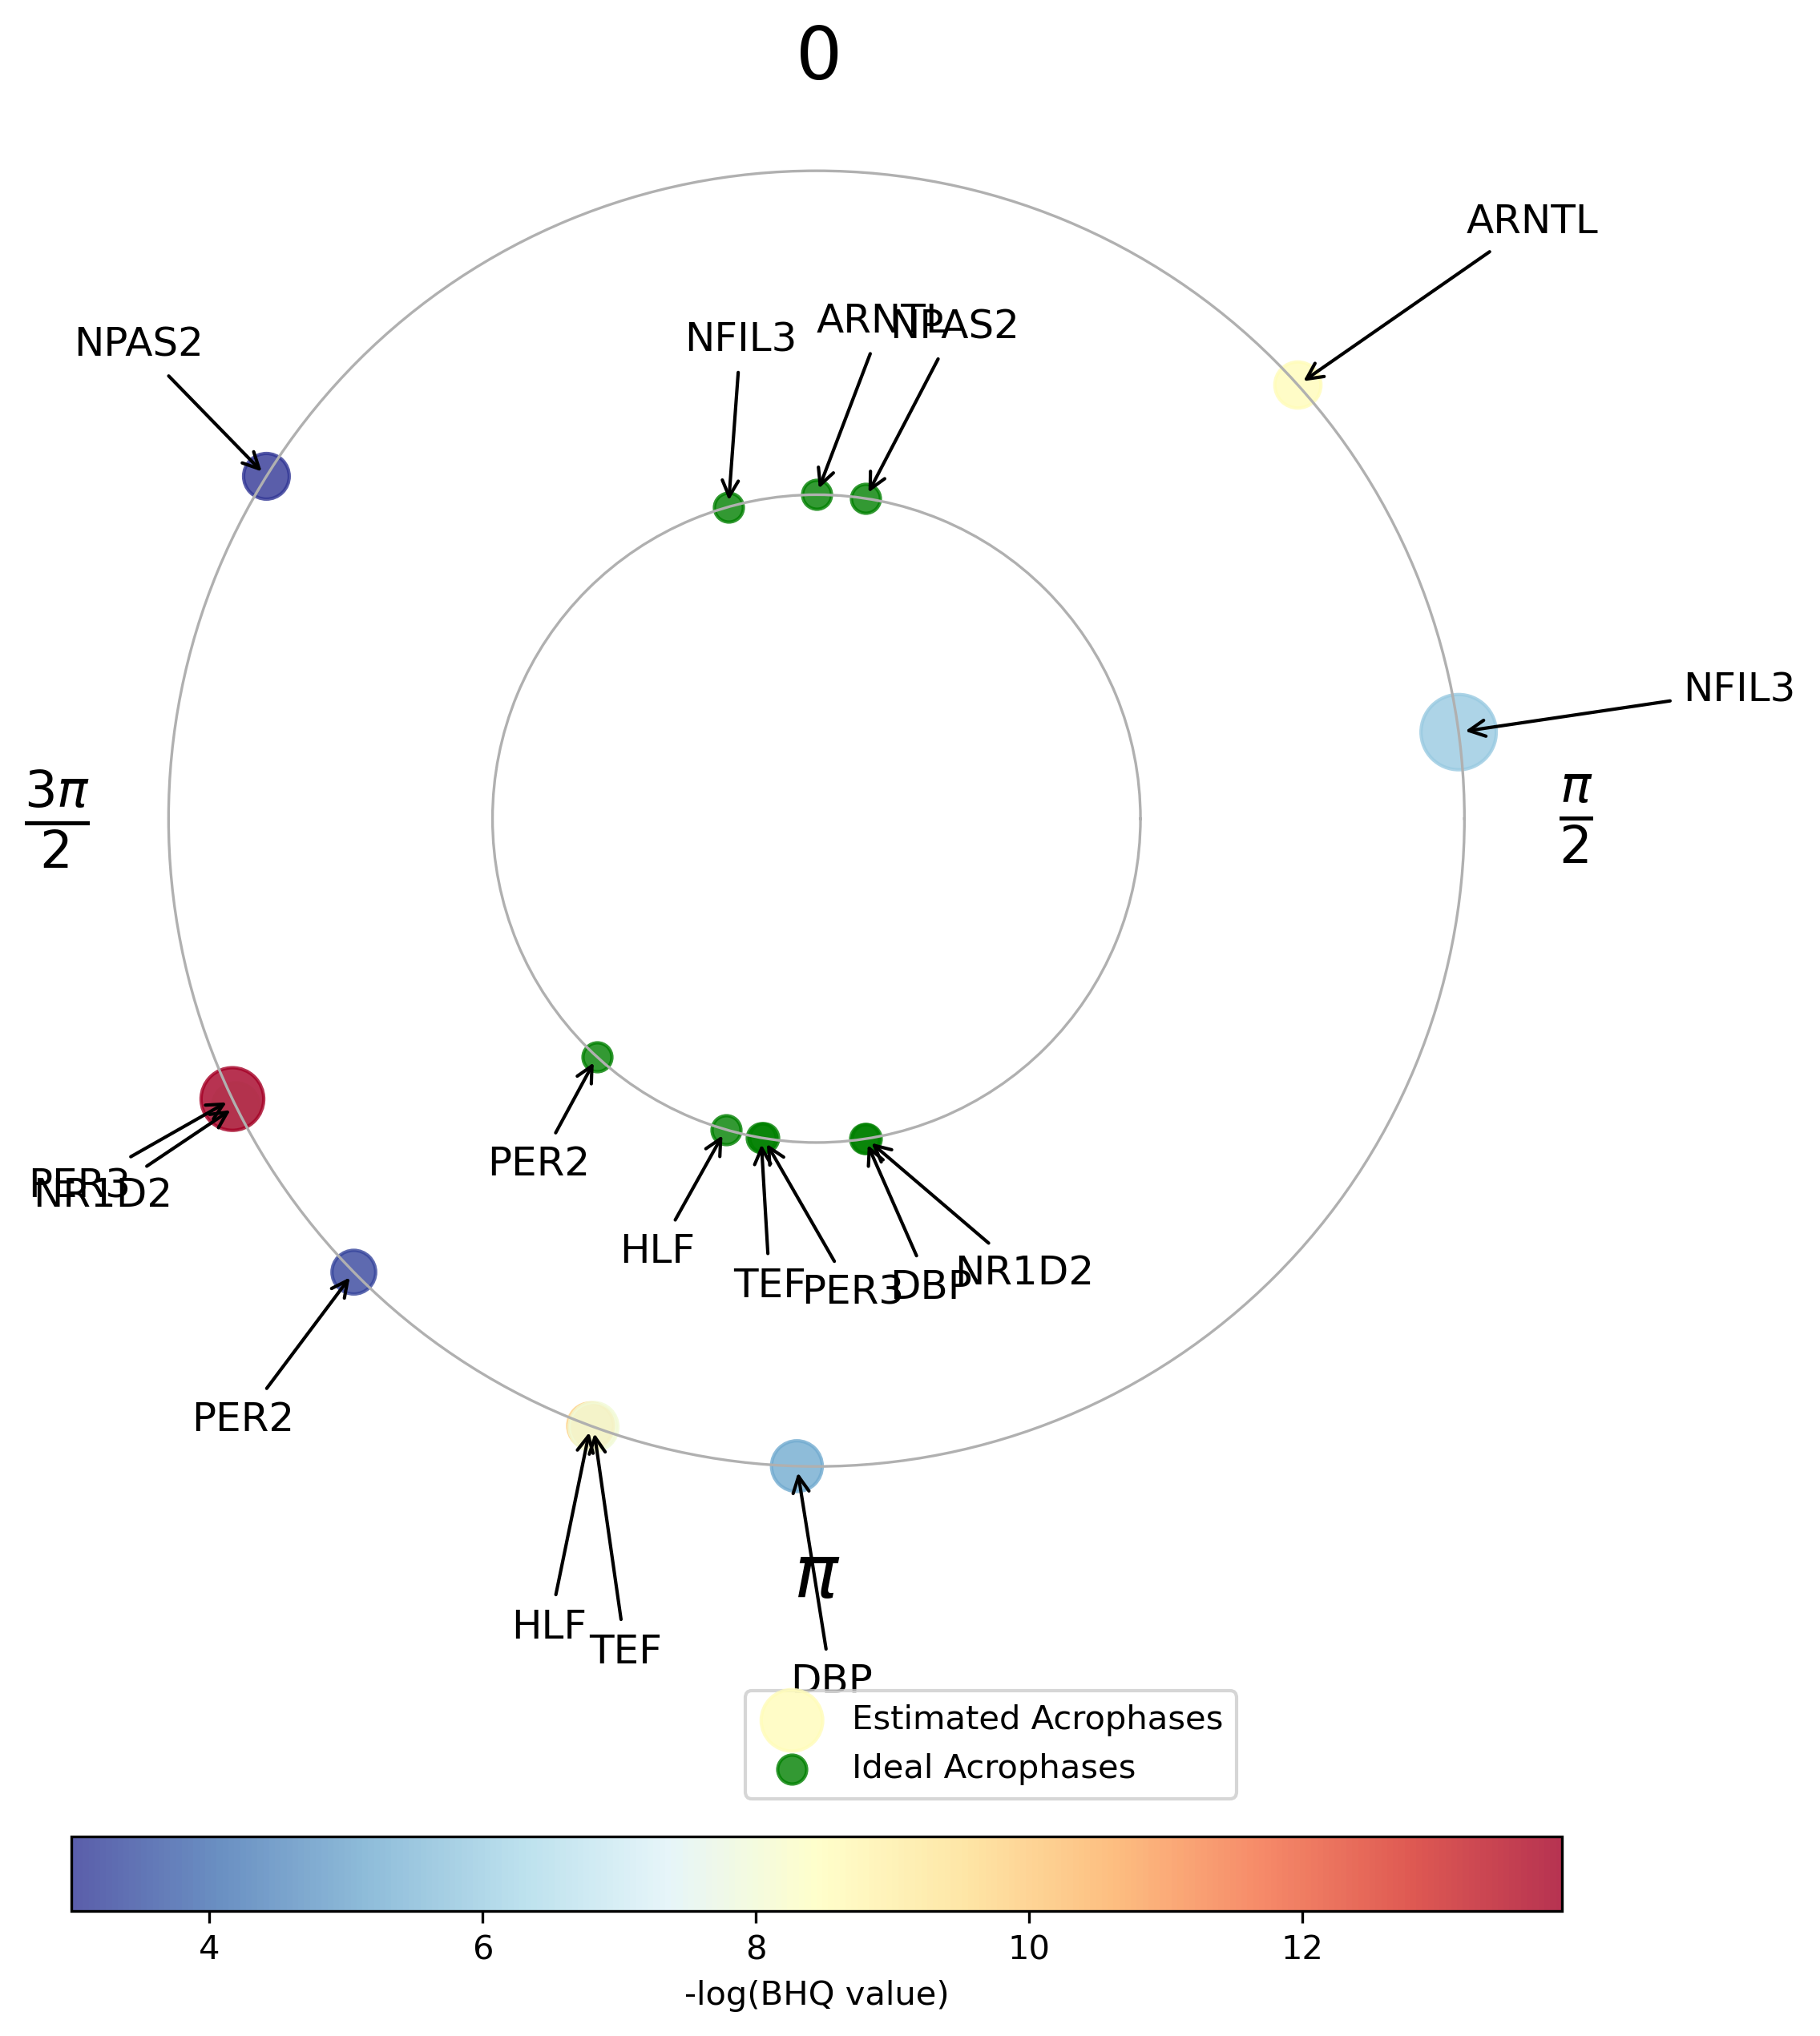 0
ARNTL
NPAS2
NFIL3
ARNTL
NPAS2
NFIL3
3π/2
π/2
PER2
PER3
NR1D2
HLF
TEF
PER3
DBP
NR1D2
PER2
π
HLF
TEF
DBP
Estimated Acrophases
Ideal Acrophases
4 6 8 10 12
-log(BHQ value)